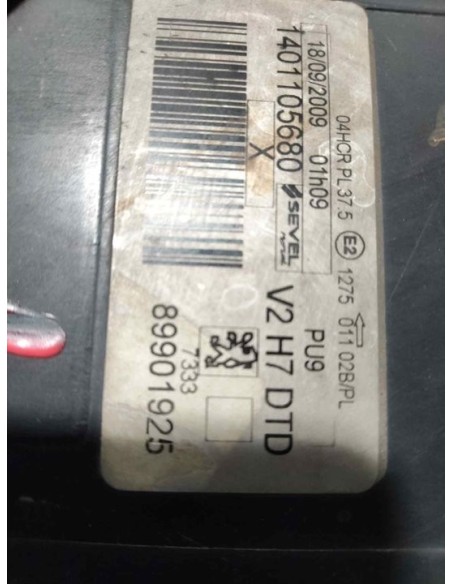 04HCR PL 37.5 E2 1275 011 02B/PL
18/09/2009 01h09 PU9
1401105680 SEVEL V2 H7 DTD
X
7333
89901925